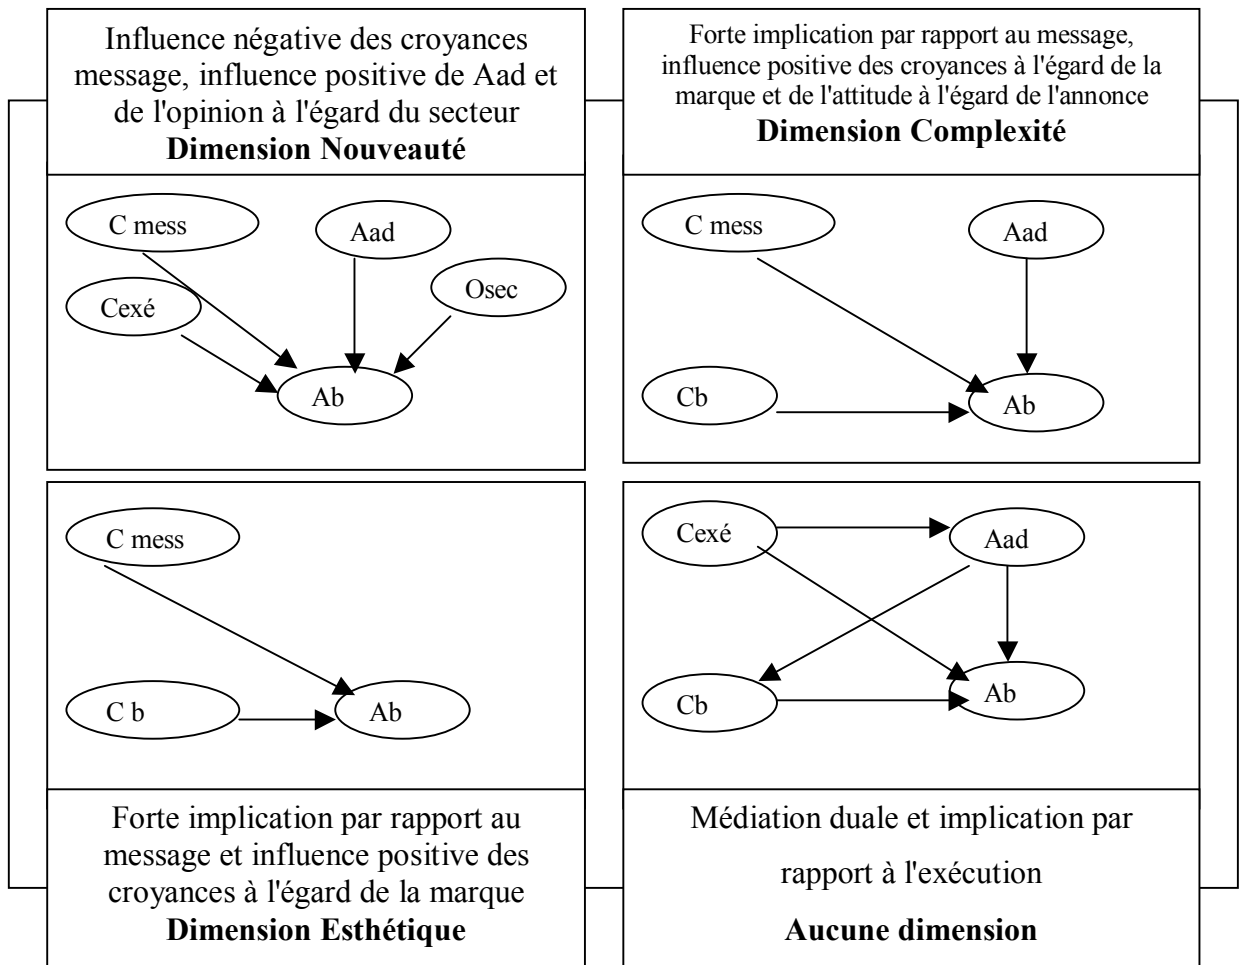 Influence négative des croyances
message, influence positive de Aad et
de l'opinion à l'égard du secteur
Dimension Nouveauté
Forte implication par rapport au message,
influence positive des croyances à l'égard de la
marque et de l'attitude à l'égard de l'annonce
Dimension Complexité
C mess
Aad
Cexé
Osec
Ab
C mess
Aad
Cb
Ab
C mess
C b
Ab
Cexé
Aad
Cb
Ab
Forte implication par rapport au
message et influence positive des
croyances à l'égard de la marque
Dimension Esthétique
Médiation duale et implication par
rapport à l'exécution
Aucune dimension